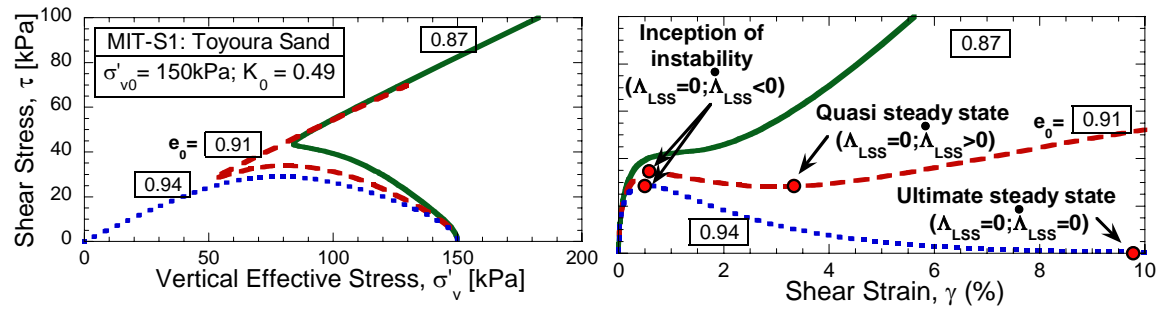 MIT-S1: Toyoura Sand
σ'v0= 150kPa; K0 = 0.49
0.87
e0= 0.91
0.94
Shear Stress, τ [kPa]
100
80
60
40
20
0
0 50 100 150 200
Vertical Effective Stress, σ'v [kPa]
Inception of
instability
(ΛLSS=0;Λ̇LSS<0)
0.87
Quasi steady state
(ΛLSS=0;Λ̇LSS>0)
e0= 0.91
Ultimate steady state
(ΛLSS=0;Λ̇LSS=0)
0.94
0 2 4 6 8 10
Shear Strain, γ (%)